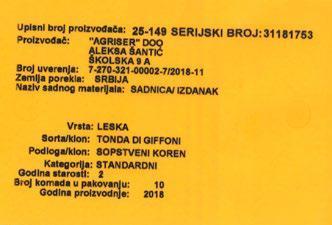 Upisni broj proizvođača: 25-149 SERIJSKI BROJ:31181753
Proizvođač: "AGRISER" DOO
ALEKSA ŠANTIĆ
ŠKOLSKA 9 A
Broj uverenja: 7-270-321-00002-7/2018-11
Zemlja porekla: SRBIJA
Naziv sadnog materijala: SADNICA/ IZDANAK
Vrsta: LESKA
Sorta/klon: TONDA DI GIFFONI
Podloga/klon: SOPSTVENI KOREN
Kategorija: STANDARDNI
Godina starosti: 2
Broj komada u pakovanju: 10
Godina proizvodnje: 2018